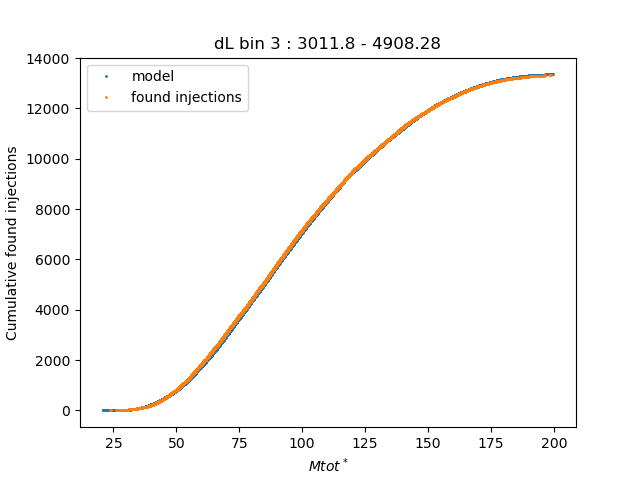 dL bin 3 : 3011.8 - 4908.28
model
found injections
Cumulative found injections
14000
12000
10000
8000
6000
4000
2000
0
25 50 75 100 125 150 175 200
Mtot*